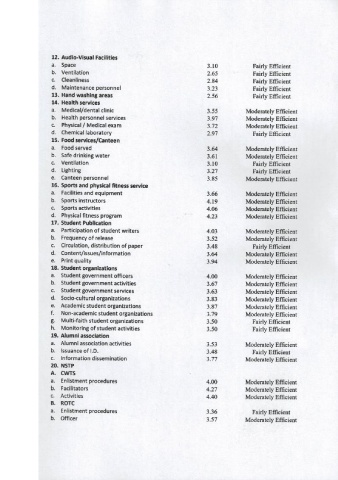 12. Audio-Visual Facilities
a. Space 3.10 Fairly Efficient
b. Ventilation 2.65 Fairly Efficient
c. Cleanliness 2.84 Fairly Efficient
d. Maintenance personnel 3.23 Fairly Efficient
13. Hand washing areas 2.56 Fairly Efficient
14. Health services
a. Medical/dental clinic 3.55 Moderately Efficient
b. Health personnel services 3.97 Moderately Efficient
c. Physical / Medical exam 3.72 Moderately Efficient
d. Chemical laboratory 2.97 Fairly Efficient
15. Food services/Canteen
a. Food served 3.64 Moderately Efficient
b. Safe drinking water 3.61 Moderately Efficient
c. Ventilation 3.10 Fairly Efficient
d. Lighting 3.27 Fairly Efficient
e. Canteen personnel 3.85 Moderately Efficient
16. Sports and physical fitness service
a. Facilities and equipment 3.66 Moderately Efficient
b. Sports instructors 4.19 Moderately Efficient
c. Sports activities 4.06 Moderately Efficient
d. Physical fitness program 4.23 Moderately Efficient
17. Student Publication
a. Participation of student writers 4.03 Moderately Efficient
b. Frequency of release 3.52 Moderately Efficient
c. Circulation, distribution of paper 3.48 Fairly Efficient
d. Content/issues/information 3.64 Moderately Efficient
e. Print quality 3.94 Moderately Efficient
18. Student organizations
a. Student government officers 4.00 Moderately Efficient
b. Student government activities 3.67 Moderately Efficient
c. Student government services 3.63 Moderately Efficient
d. Socio-cultural organizations 3.83 Moderately Efficient
e. Academic student organizations 3.87 Moderately Efficient
f. Non-academic student organizations 3.79 Moderately Efficient
g. Multi-faith student organizations 3.50 Fairly Efficient
h. Monitoring of student activities 3.50 Fairly Efficient
19. Alumni association
a. Alumni association activities 3.53 Moderately Efficient
b. Issuance of I.D. 3.48 Fairly Efficient
c. Information dissemination 3.77 Moderately Efficient
20. NSTP
A. CWTS
a. Enlistment procedures 4.00 Moderately Efficient
b. Facilitators 4.27 Moderately Efficient
c. Activities 4.40 Moderately Efficient
B. ROTC
a. Enlistment procedures 3.36 Fairly Efficient
b. Officer 3.57 Moderately Efficient